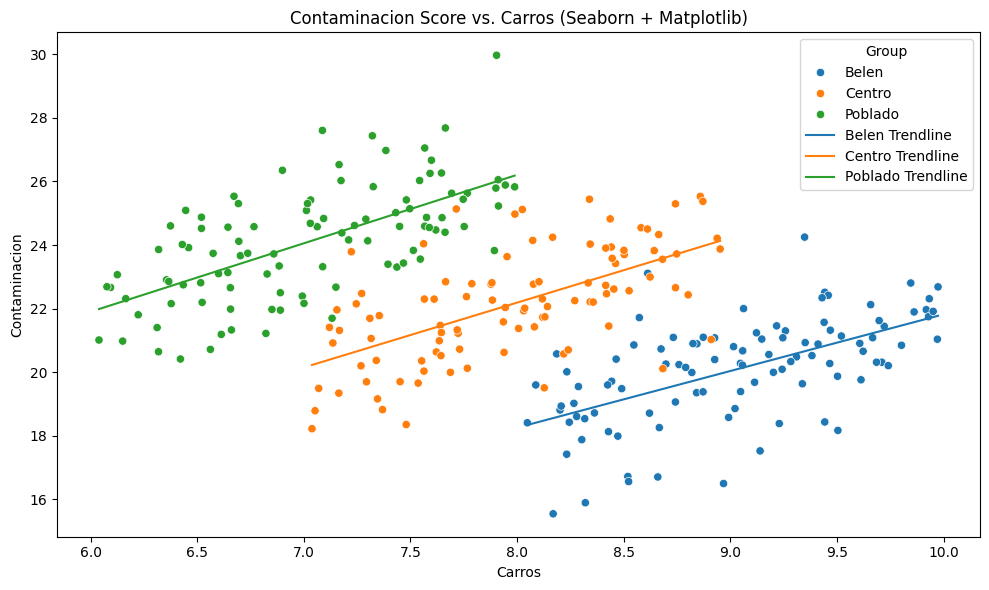 Contaminacion Score vs. Carros (Seaborn + Matplotlib)
Group
Belen
Centro
Poblado
Belen Trendline
Centro Trendline
Poblado Trendline
Contaminacion
30
28
26
24
22
20
18
16
6.0 6.5 7.0 7.5 8.0 8.5 9.0 9.5 10.0
Carros